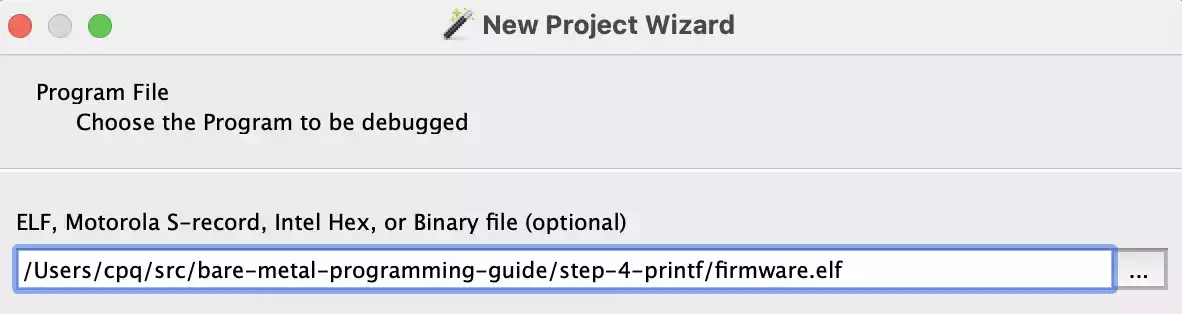 New Project Wizard
Program File
Choose the Program to be debugged
ELF, Motorola S-record, Intel Hex, or Binary file (optional)
/Users/cpq/src/bare-metal-programming-guide/step-4-printf/firmware.elf
...